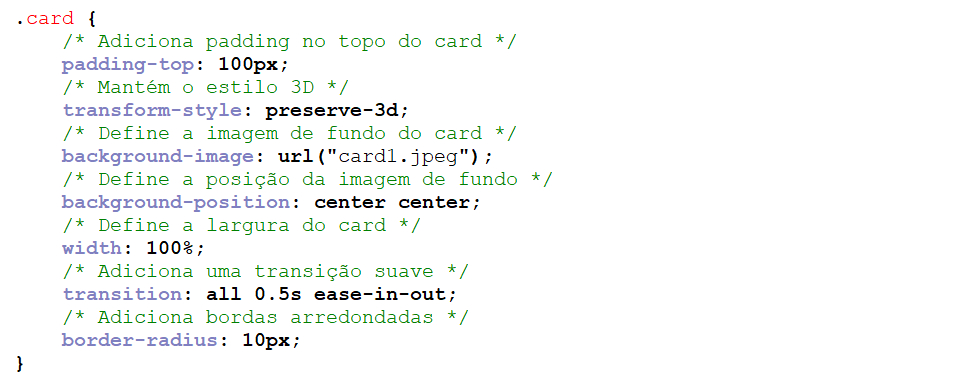 .card {
    /* Adiciona padding no topo do card */
    padding-top: 100px;
    /* Mantém o estilo 3D */
    transform-style: preserve-3d;
    /* Define a imagem de fundo do card */
    background-image: url("card1.jpeg");
    /* Define a posição da imagem de fundo */
    background-position: center center;
    /* Define a largura do card */
    width: 100%;
    /* Adiciona uma transição suave */
    transition: all 0.5s ease-in-out;
    /* Adiciona bordas arredondadas */
    border-radius: 10px;
}